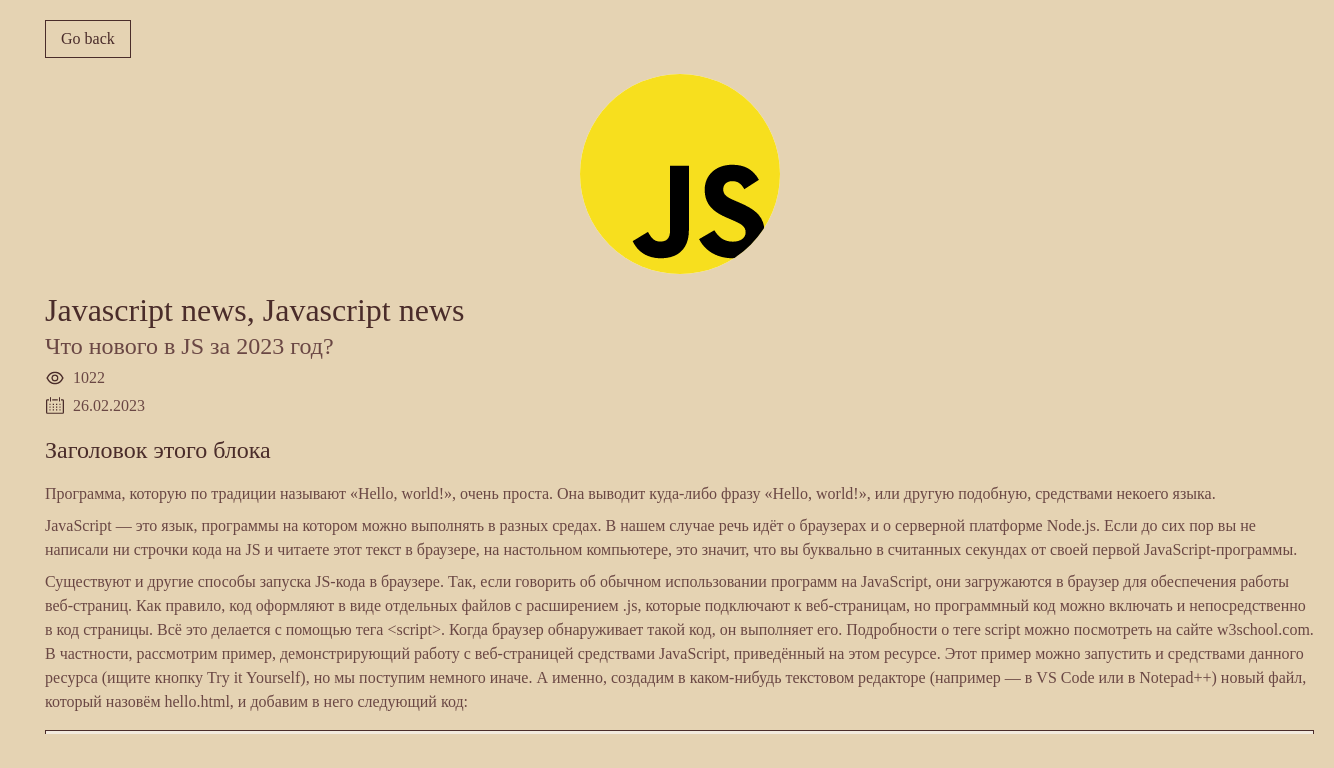 Go back
JS
Javascript news, Javascript news
Что нового в JS за 2023 год?
1022
26.02.2023
Заголовок этого блока
Программа, которую по традиции называют «Hello, world!», очень проста. Она выводит куда-либо фразу «Hello, world!», или другую подобную, средствами некоего языка.
JavaScript — это язык, программы на котором можно выполнять в разных средах. В нашем случае речь идёт о браузерах и о серверной платформе Node.js. Если до сих пор вы не
написали ни строчки кода на JS и читаете этот текст в браузере, на настольном компьютере, это значит, что вы буквально в считанных секундах от своей первой JavaScript-программы.
Существуют и другие способы запуска JS-кода в браузере. Так, если говорить об обычном использовании программ на JavaScript, они загружаются в браузер для обеспечения работы
веб-страниц. Как правило, код оформляют в виде отдельных файлов с расширением .js, которые подключают к веб-страницам, но программный код можно включать и непосредственно
в код страницы. Всё это делается с помощью тега <script>. Когда браузер обнаруживает такой код, он выполняет его. Подробности о теге script можно посмотреть на сайте w3school.com.
В частности, рассмотрим пример, демонстрирующий работу с веб-страницей средствами JavaScript, приведённый на этом ресурсе. Этот пример можно запустить и средствами данного
ресурса (ищите кнопку Try it Yourself), но мы поступим немного иначе. А именно, создадим в каком-нибудь текстовом редакторе (например — в VS Code или в Notepad++) новый файл,
который назовём hello.html, и добавим в него следующий код: